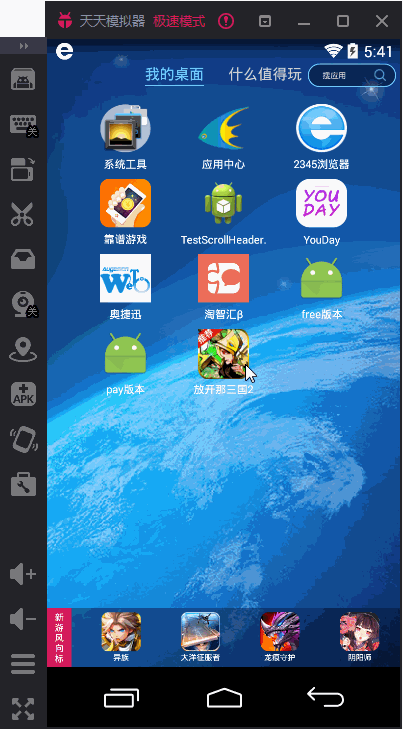 天天模拟器 极速模式
关
APK
关
5:41
我的桌面 什么值得玩 搜应用
系统工具 应用中心 2345浏览器
YOU DAY
靠谱游戏 TestScrollHeader. YouDay
奥捷迅 淘智汇β free版本
pay版本 放开那三国2
新游风向标
异族 大洋征服者 龙痕守护 阴阳师